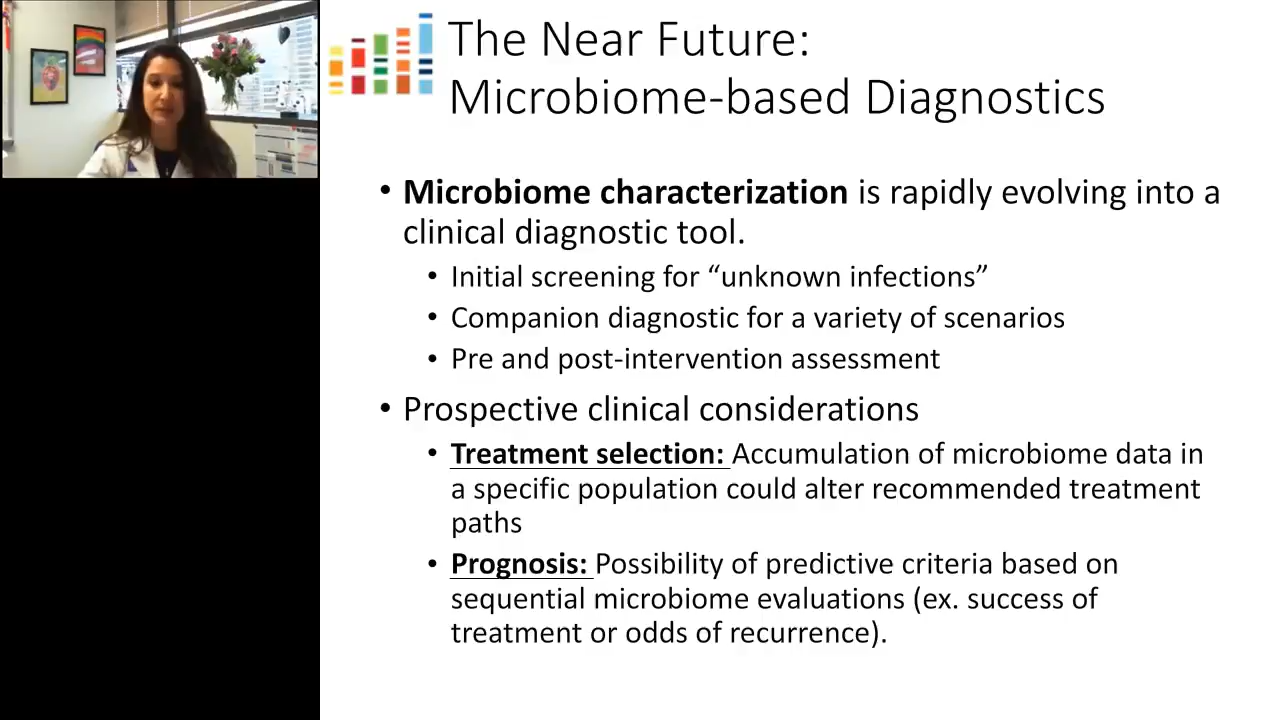 The Near Future:
Microbiome-based Diagnostics
• Microbiome characterization is rapidly evolving into a
clinical diagnostic tool.
• Initial screening for “unknown infections”
• Companion diagnostic for a variety of scenarios
• Pre and post-intervention assessment
• Prospective clinical considerations
• Treatment selection: Accumulation of microbiome data in
a specific population could alter recommended treatment
paths
• Prognosis: Possibility of predictive criteria based on
sequential microbiome evaluations (ex. success of
treatment or odds of recurrence).